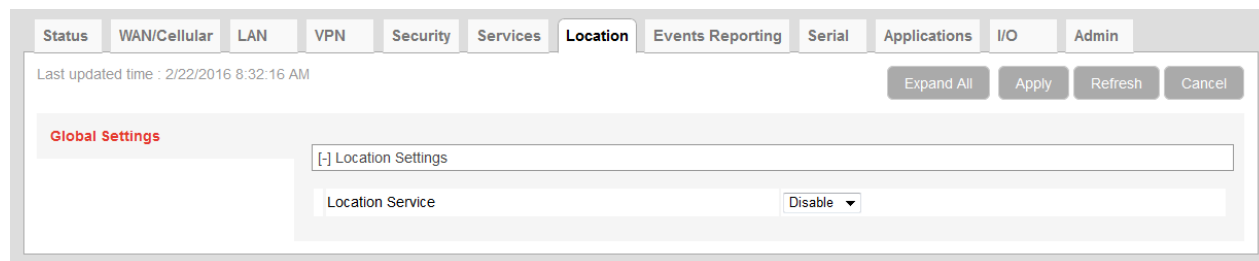 Status WAN/Cellular LAN VPN Security Services Location Events Reporting Serial Applications I/O Admin
Last updated time : 2/22/2016 8:32:16 AM
Expand All Apply Refresh Cancel
Global Settings
[-] Location Settings
Location Service Disable